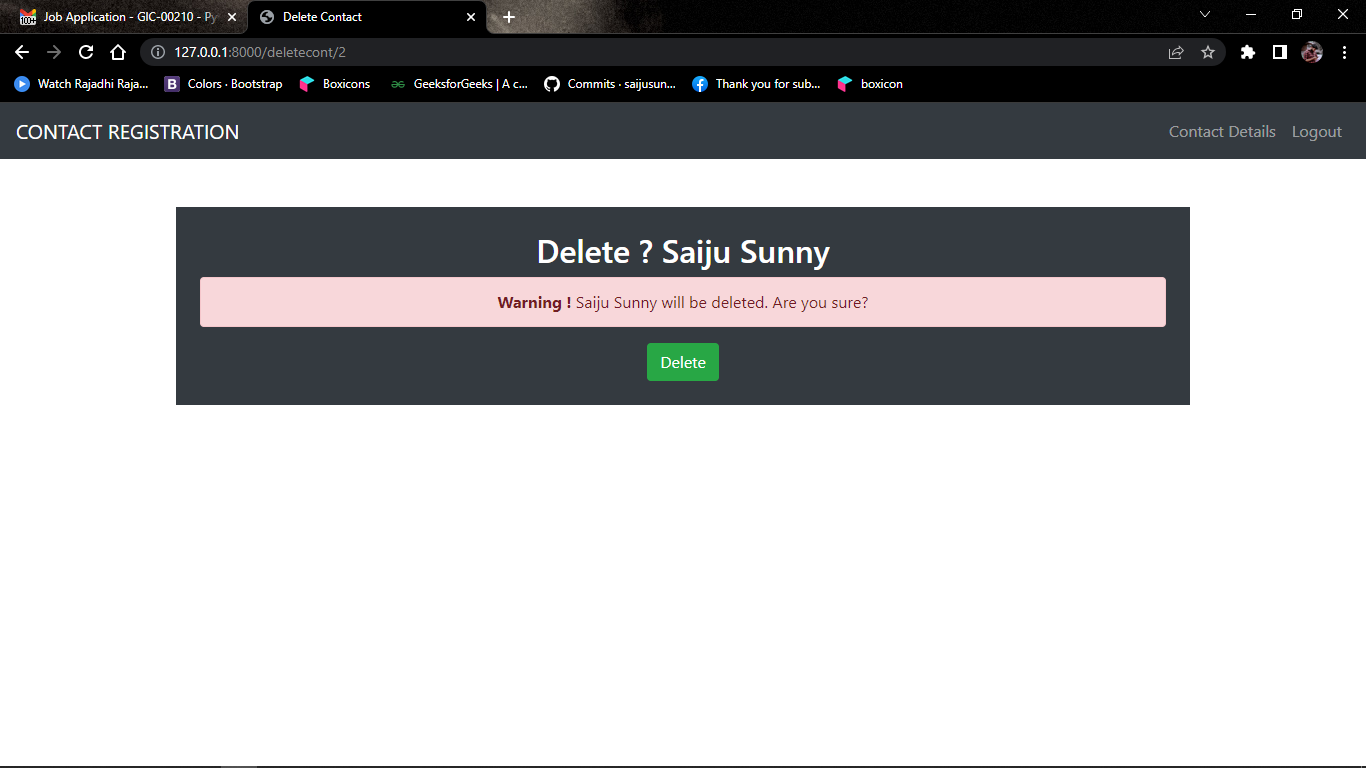 100+ Job Application - GIC-00210 - Py
Delete Contact
127.0.0.1:8000/deletecont/2
Watch Rajadhi Raja...
B Colors · Bootstrap
Boxicons
GeeksforGeeks | A c...
Commits · saijusun...
Thank you for sub...
boxicon
CONTACT REGISTRATION
Contact Details
Logout
Delete ? Saiju Sunny
Warning ! Saiju Sunny will be deleted. Are you sure?
Delete